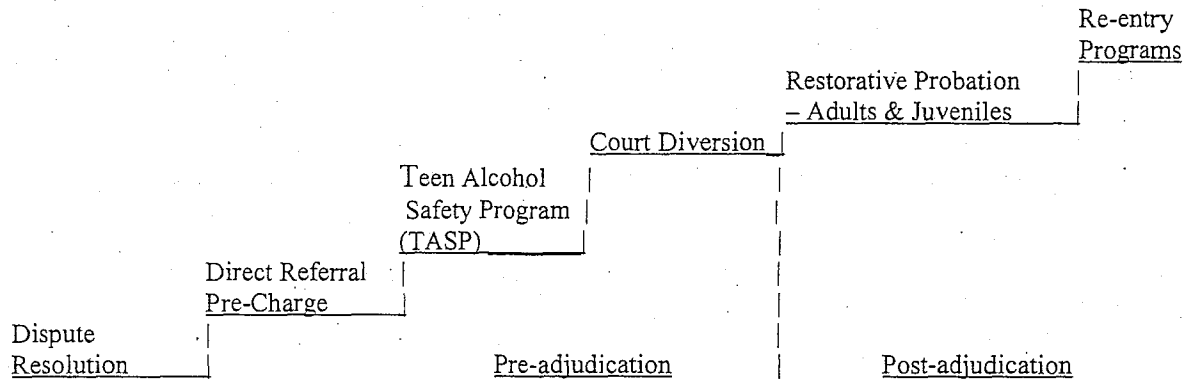 Re-entry
Programs
Restorative Probation
– Adults & Juveniles
Court Diversion
Teen Alcohol
Safety Program
(TASP)
Direct Referral
Pre-Charge
Dispute
Resolution
Pre-adjudication
Post-adjudication